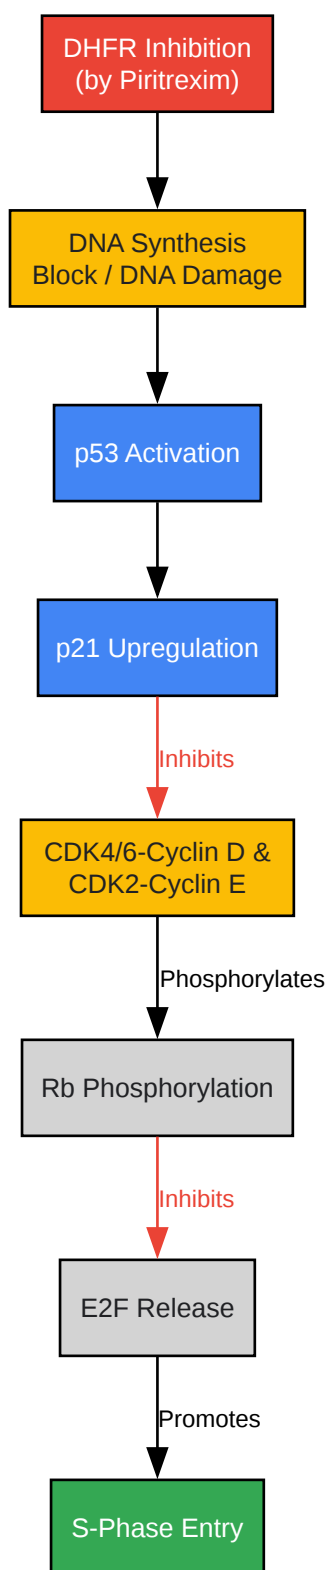 DHFR Inhibition
(by Piritrexim)
DNA Synthesis
Block / DNA Damage
p53 Activation
p21 Upregulation
Inhibits
CDK4/6-Cyclin D &
CDK2-Cyclin E
Phosphorylates
Rb Phosphorylation
Inhibits
E2F Release
Promotes
S-Phase Entry